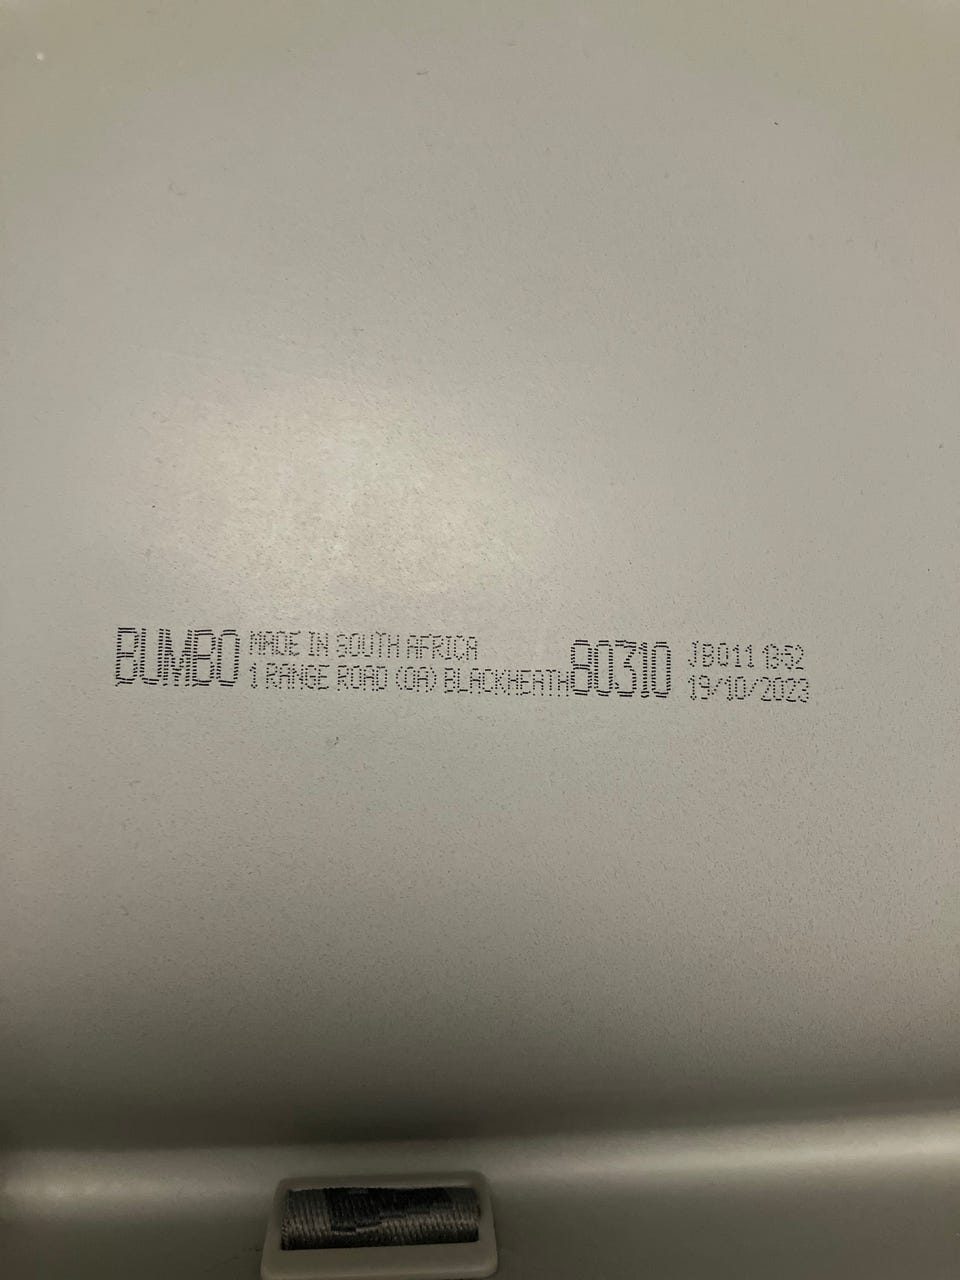 BUMBO MADE IN SOUTH AFRICA
1 RANGE ROAD (OA) BLACKHEATH
80310 JB011 13:52
19/10/2023